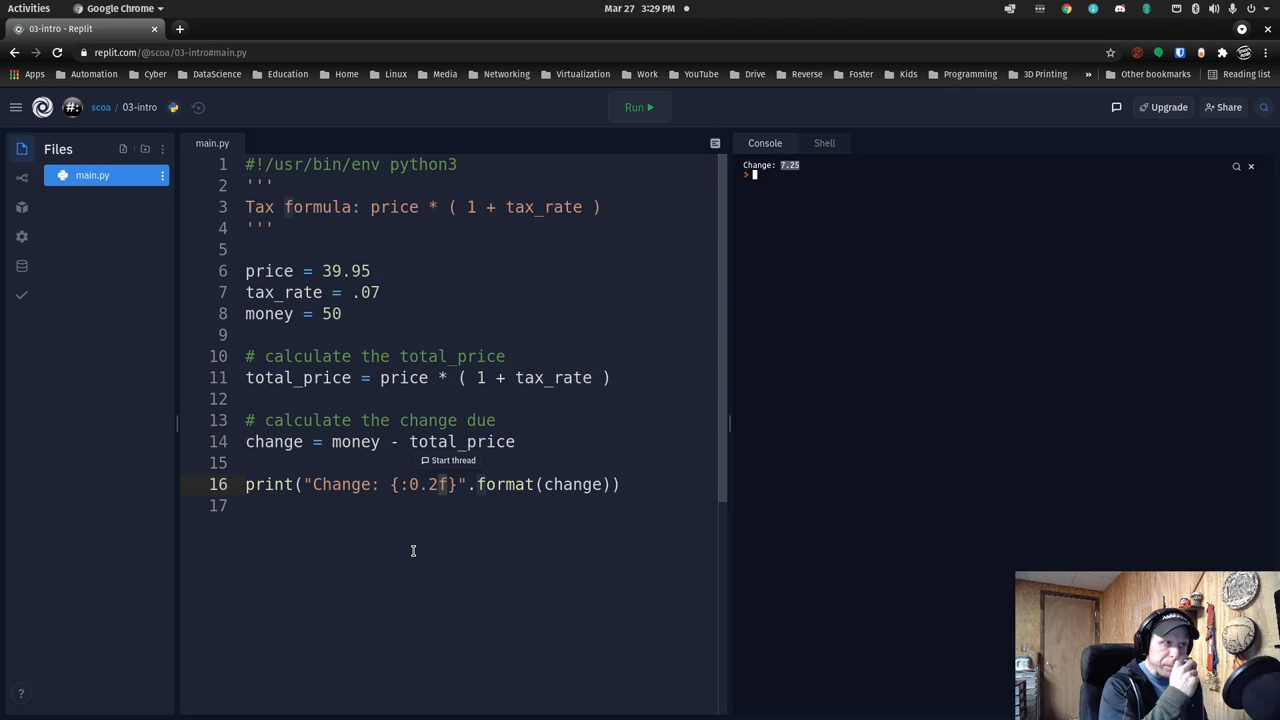 Activities
Google Chrome
Mar 27 3:29 PM
03-intro - Replit
replit.com/@scoa/03-intro#main.py
Apps
Automation
Cyber
DataScience
Education
Home
Linux
Media
Networking
Virtualization
Work
YouTube
Drive
Reverse
Foster
Kids
Programming
3D Printing
»
Other bookmarks
Reading list
#:
scoa / 03-intro
Run
Upgrade
Share
Files
main.py
main.py
Console
Shell
1 #!/usr/bin/env python3
2 '''
3 Tax formula: price * ( 1 + tax_rate )
4 '''
5
6 price = 39.95
7 tax_rate = .07
8 money = 50
9
10 # calculate the total_price
11 total_price = price * ( 1 + tax_rate )
12
13 # calculate the change due
14 change = money - total_price
Start thread
15
16 print("Change: {:0.2f}".format(change))
17
Change: 7.25
>
?